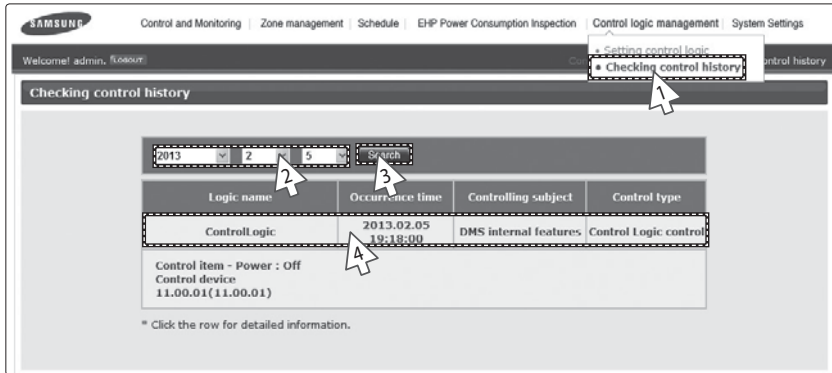 SAMSUNG Control and Monitoring Zone management Schedule EHP Power Consumption Inspection Control logic management System Settings
Welcome! admin. LOGOUT
• Setting control logic
• Checking control history
ntrol history
1
Checking control history
2013 2 5 Search
2 3
Logic name Occurrence time Controlling subject Control type
ControlLogic 2013.02.05 19:18:00 DMS internal features Control Logic control
4
Control item - Power : Off
Control device
11.00.01(11.00.01)
* Click the row for detailed information.